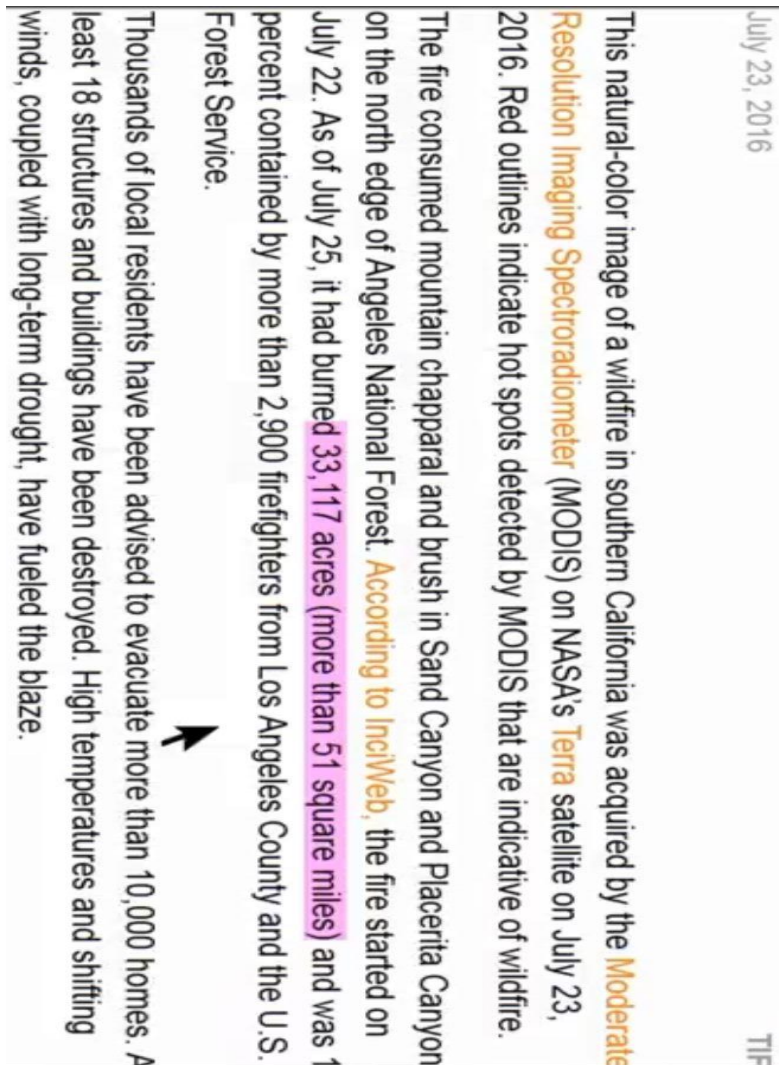 July 23, 2016 TIF
This natural-color image of a wildfire in southern California was acquired by the Moderate
Resolution Imaging Spectroradiometer (MODIS) on NASA's Terra satellite on July 23,
2016. Red outlines indicate hot spots detected by MODIS that are indicative of wildfire.
The fire consumed mountain chapparal and brush in Sand Canyon and Placerita Canyon
on the north edge of Angeles National Forest. According to InciWeb, the fire started on
July 22. As of July 25, it had burned 33,117 acres (more than 51 square miles) and was 1
percent contained by more than 2,900 firefighters from Los Angeles County and the U.S.
Forest Service.
Thousands of local residents have been advised to evacuate more than 10,000 homes. A
least 18 structures and buildings have been destroyed. High temperatures and shifting
winds, coupled with long-term drought, have fueled the blaze.